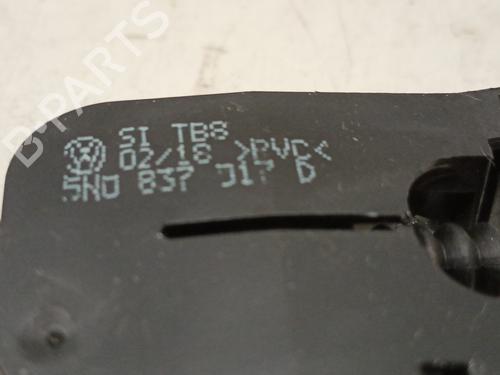 B-PARTS
SI TB8
02/18 >PVC<
5N0 837 017 D